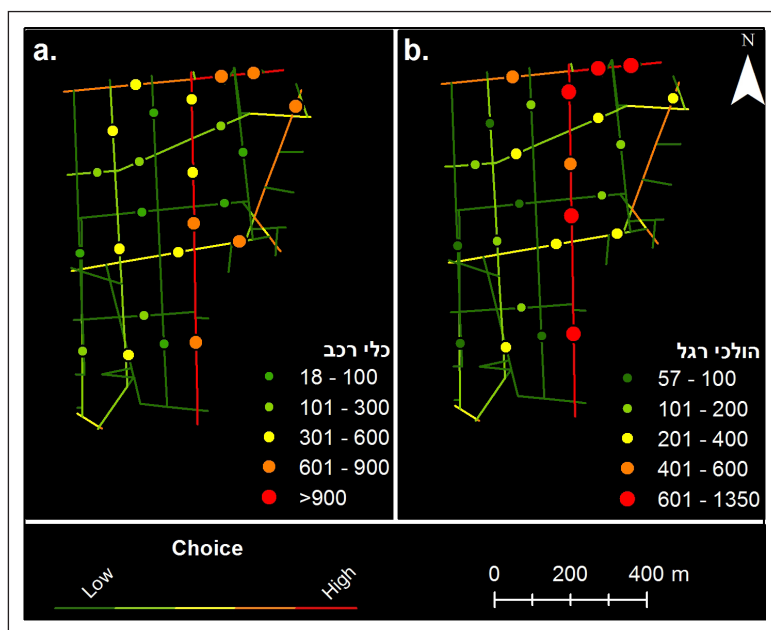 a.
כלי רכב
18 - 100
101 - 300
301 - 600
601 - 900
>900
b.
N
הולכי רגל
57 - 100
101 - 200
201 - 400
401 - 600
601 - 1350
Choice
Low
High
0 200 400 m